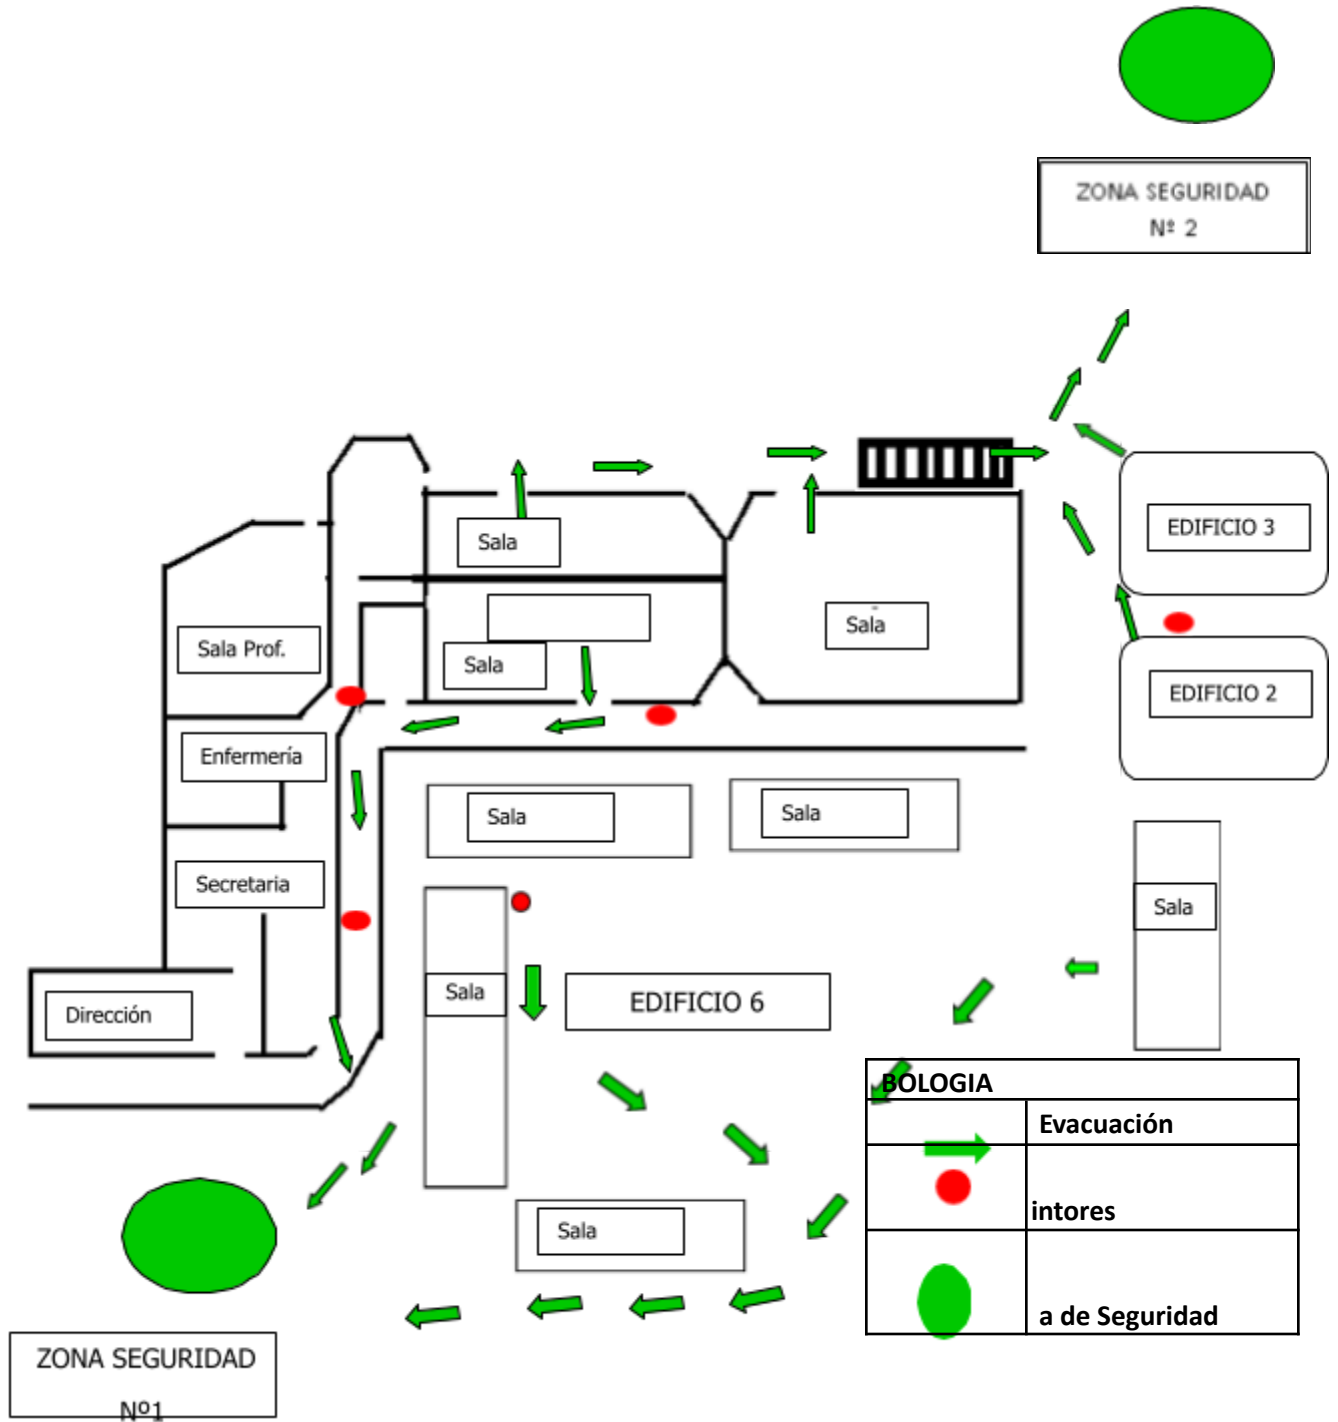 ZONA SEGURIDAD
Nº 2
EDIFICIO 3
Sala
Sala
Sala Prof.
Sala
EDIFICIO 2
Enfermería
Sala
Sala
Secretaria
Sala
Sala
EDIFICIO 6
Dirección
BOLOGIA
Evacuación
intores
Sala
a de Seguridad
ZONA SEGURIDAD
Nº1